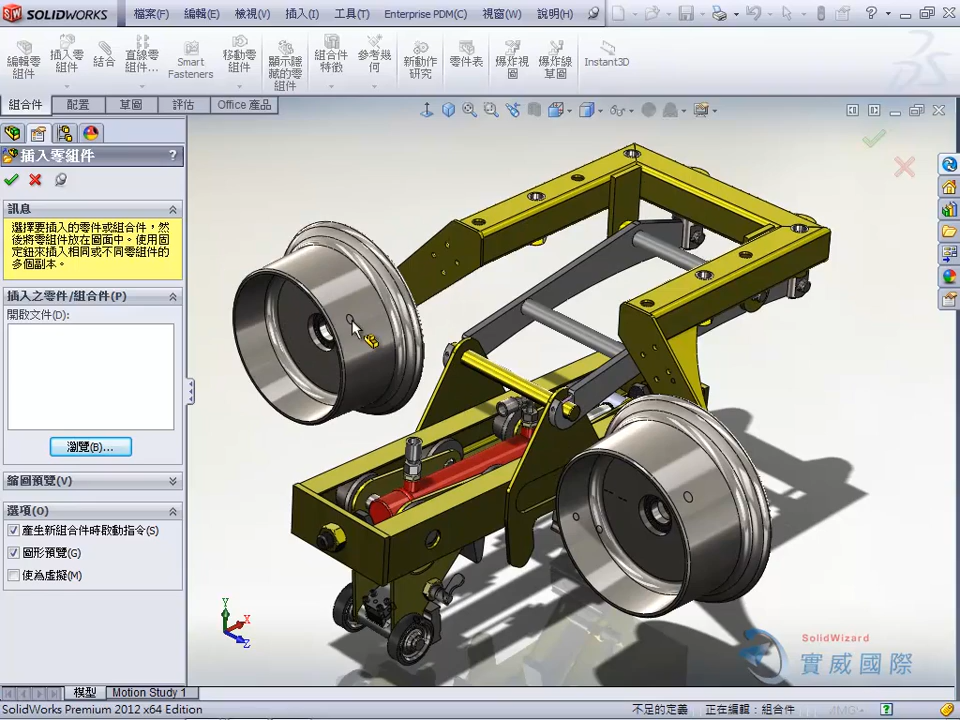 SW SOLIDWORKS 檔案(F) 編輯(E) 檢視(V) 插入(I) 工具(T) Enterprise PDM(C) 視窗(W) 說明(H)
編輯零組件
插入零組件
結合
直線零組件...
Smart Fasteners
移動零組件
顯示隱藏的零組件
組合件特徵
參考幾何
新動作研究
零件表
爆炸視圖
爆炸線草圖
Instant3D
組合件 配置 草圖 評估 Office 產品
插入零組件 ?
訊息
選擇要插入的零件或組合件，然
後將零組件放在圖面中。使用固
定鈕來插入相同或不同零組件的
多個副本。
插入之零件/組合件(P)
開啟文件(D):
瀏覽(B)...
縮圖預覽(V)
選項(O)
產生新組合件時啟動指令(S)
圖形預覽(G)
使為虛擬(M)
Y
X
Z
SolidWizard
實威國際
模型 Motion Study 1
SolidWorks Premium 2012 x64 Edition 不足的定義 正在編輯：組合件